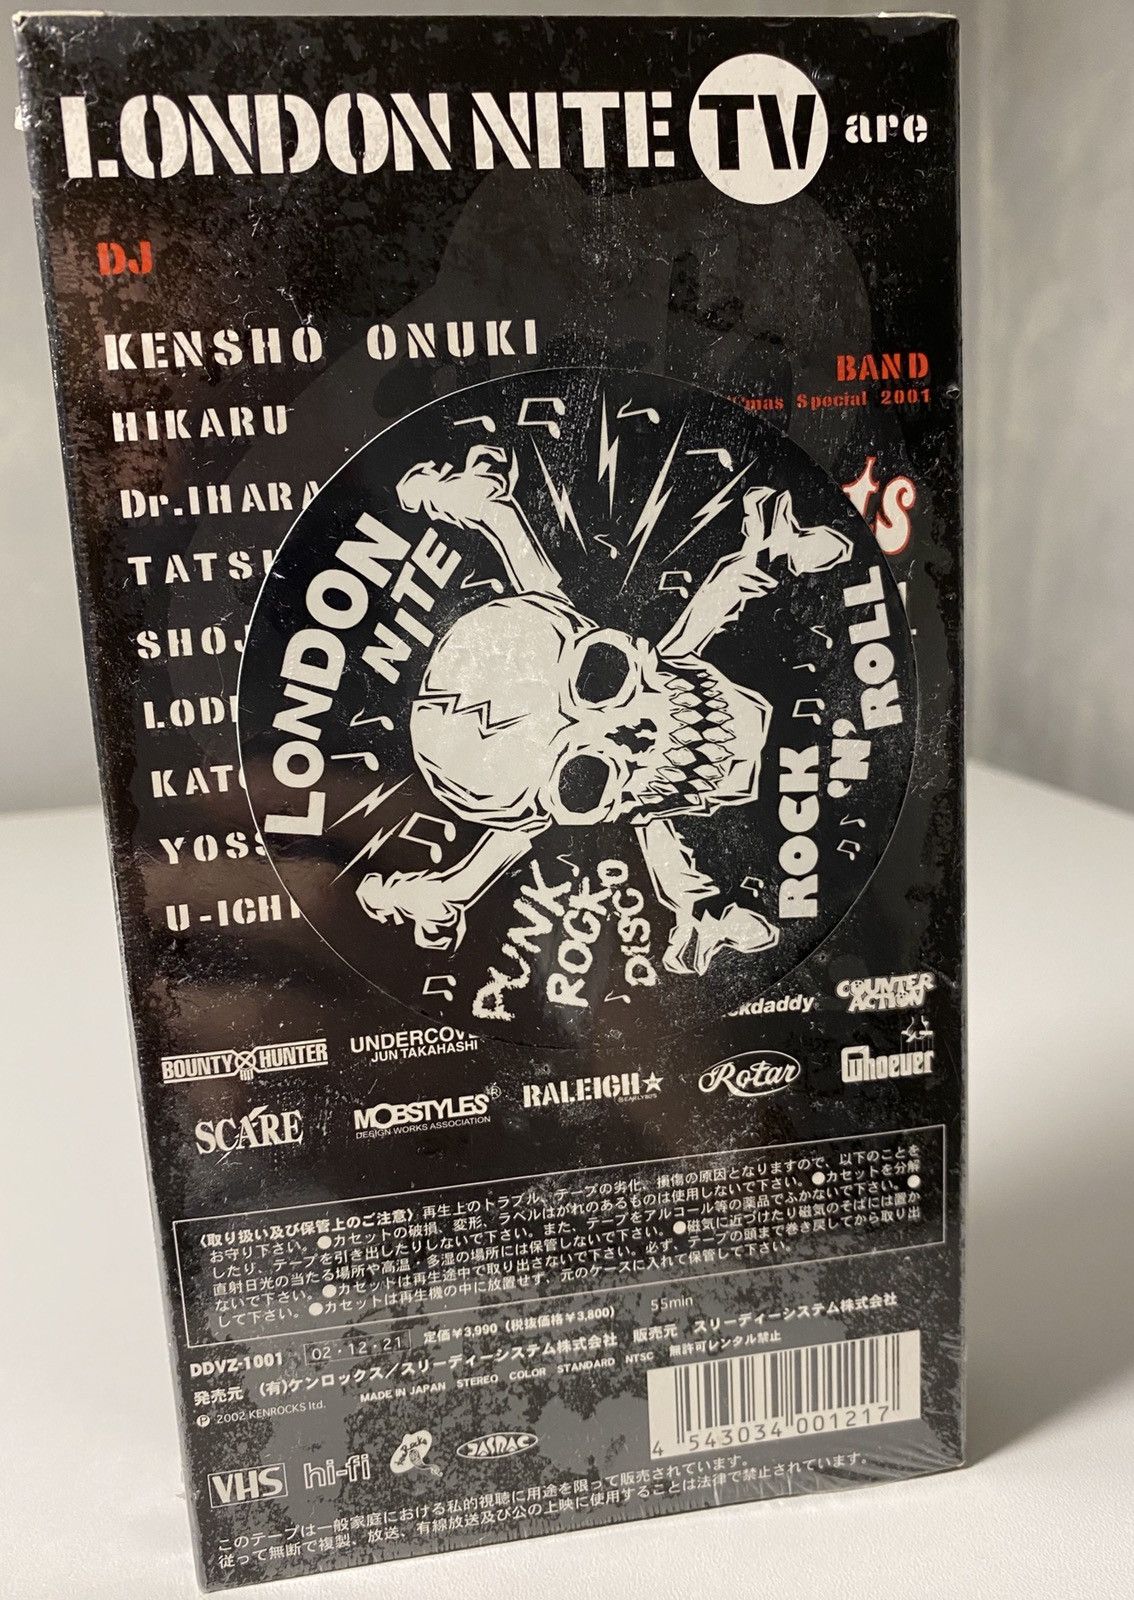 LONDON NITE TV are
DJ
KENSHO ONUKI
HIKARU
Dr.IHARA
TATSU
SHOJ
LODI
KATO
YOSS
U-ICHI
BAND
mas Special 2001
ts
LONDON
NITE
PUNK
ROCK
DISCO
ROCK
'N'
ROLL
BOUNTY HUNTER
UNDERCOV
JUN TAKAHASHI
ckdaddy
COUNTER
ACTION
SCARE
MOBSTYLES®
DESIGN WORKS ASSOCIATION
RALEIGH
Rotar
Whoever
〈取り扱い及び保管上のご注意〉再生上のトラブル、テープの劣化、損傷の原因となりますので、以下のことを
お守り下さい。●カセットの破損、変形、ラベルはがれのあるものは使用しないで下さい。●カセットを分解
したり、テープを引き出したりしないで下さい。また、テープをアルコール等の薬品でふかないで下さい。●
直射日光の当たる場所や高温・多湿の場所には保管しないで下さい。●磁気に近づけたり磁気のそばには置か
ないで下さい。●カセットは再生途中で取り出さないで下さい。必ず、テープの頭まで巻き戻してから取り出
して下さい。●カセットは再生機の中に放置せず、元のケースに入れて保管して下さい。
DDVZ-1001 02・12・21 定価￥3,990（税抜価格￥3,800） 55min
発売元 （有）ケンロックス／スリーディーシステム株式会社 販売元 スリーディーシステム株式会社
℗ 2002 KENROCKS ltd. MADE IN JAPAN STEREO COLOR STANDARD NTSC 無許可レンタル禁止
4 543034 001217
VHS hi-fi JASRAC
このテープは一般家庭における私的視聴に用途を限って販売されています。
従って無断で複製、放送、有線放送及び公の上映に使用することは法律で禁止されています。